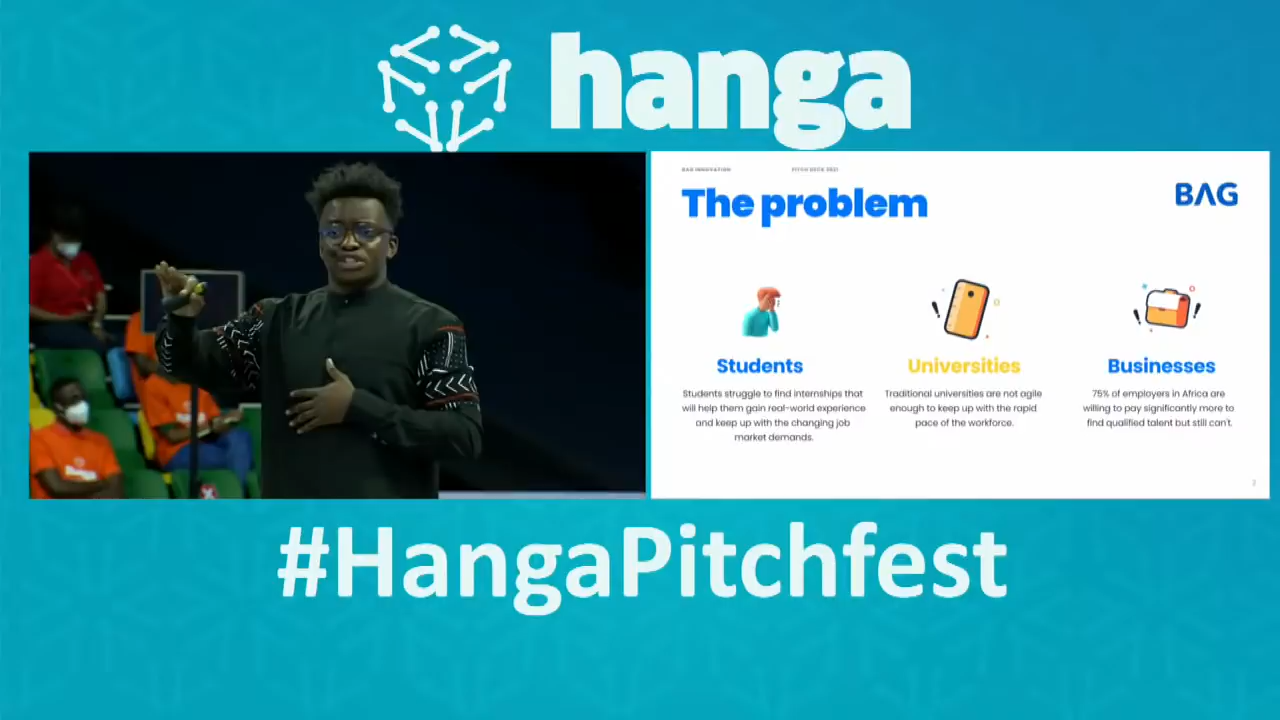 hanga
BAG INNOVATION
PITCH DECK 2021
The problem
BAG
Students
Students struggle to find internships that
will help them gain real-world experience
and keep up with the changing job
market demands.
Universities
Traditional universities are not agile
enough to keep up with the rapid
pace of the workforce.
Businesses
75% of employers in Africa are
willing to pay significantly more to
find qualified talent but still can't.
2
#HangaPitchfest